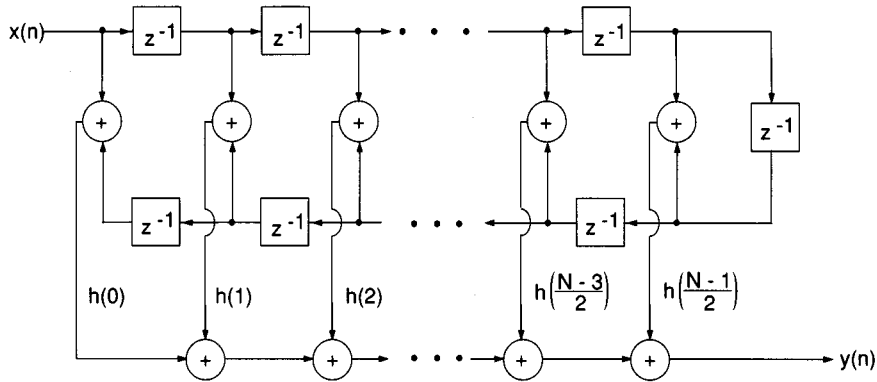 x(n) z⁻¹ z⁻¹ • • • z⁻¹
+ + + + + z⁻¹
z⁻¹ z⁻¹ • • • z⁻¹
h(0) h(1) h(2) h((N - 3)/2) h((N - 1)/2)
+ + • • • + + y(n)